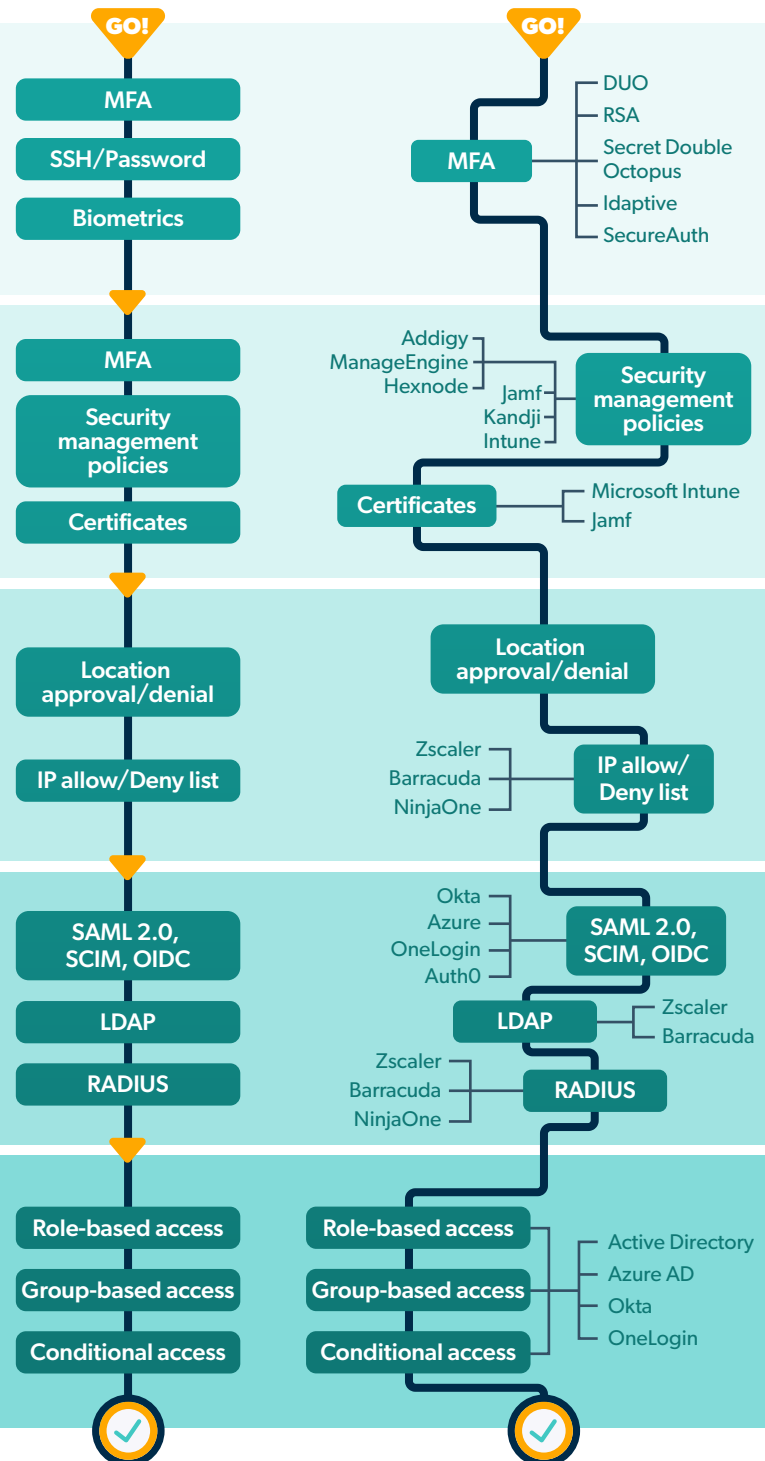 GO!
MFA
SSH/Password
Biometrics
MFA
Security
management
policies
Certificates
Location
approval/denial
IP allow/Deny list
SAML 2.0,
SCIM, OIDC
LDAP
RADIUS
Role-based access
Group-based access
Conditional access
GO!
MFA
DUO
RSA
Secret Double
Octopus
Idaptive
SecureAuth
Addigy
ManageEngine
Hexnode
Jamf
Kandji
Intune
Security
management
policies
Certificates
Microsoft Intune
Jamf
Location
approval/denial
Zscaler
Barracuda
NinjaOne
IP allow/
Deny list
Okta
Azure
OneLogin
Auth0
SAML 2.0,
SCIM, OIDC
LDAP
Zscaler
Barracuda
Zscaler
Barracuda
NinjaOne
RADIUS
Role-based access
Group-based access
Conditional access
Active Directory
Azure AD
Okta
OneLogin